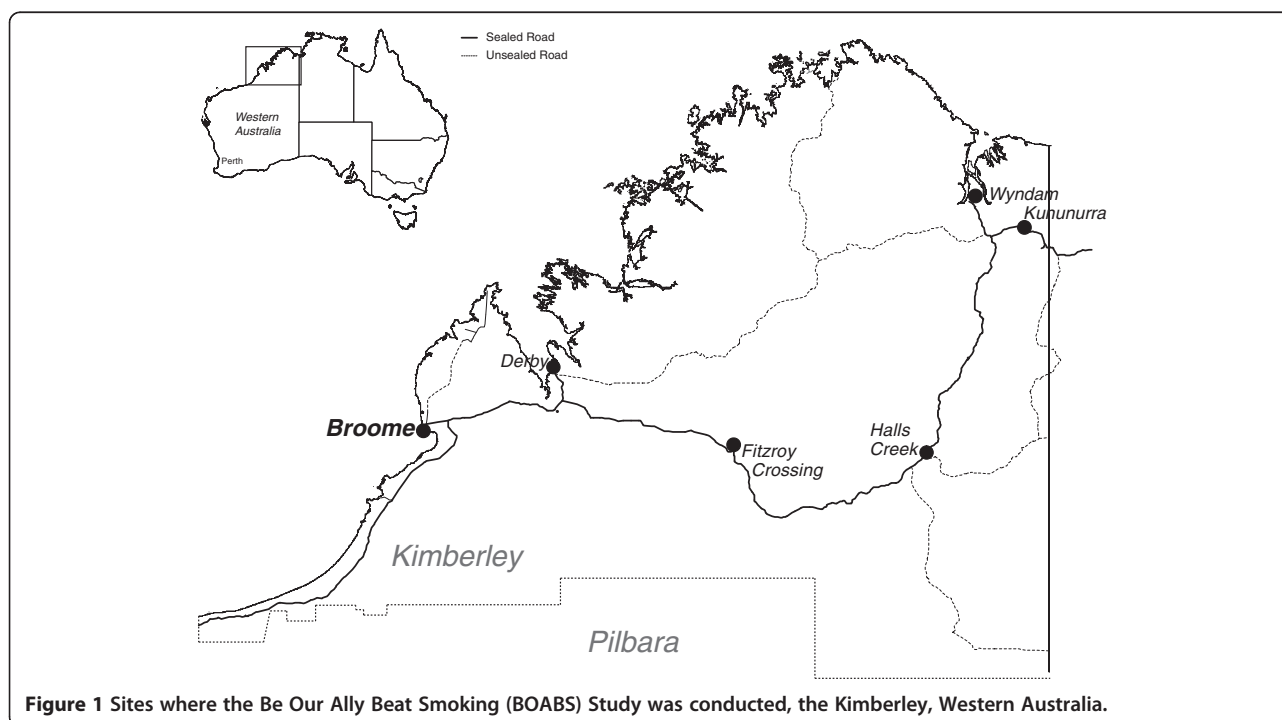 Sealed Road
Unsealed Road
Western
Australia
Perth
Wyndam
Kununurra
Derby
Broome
Fitzroy
Crossing
Halls
Creek
Kimberley
Pilbara
Figure 1 Sites where the Be Our Ally Beat Smoking (BOABS) Study was conducted, the Kimberley, Western Australia.